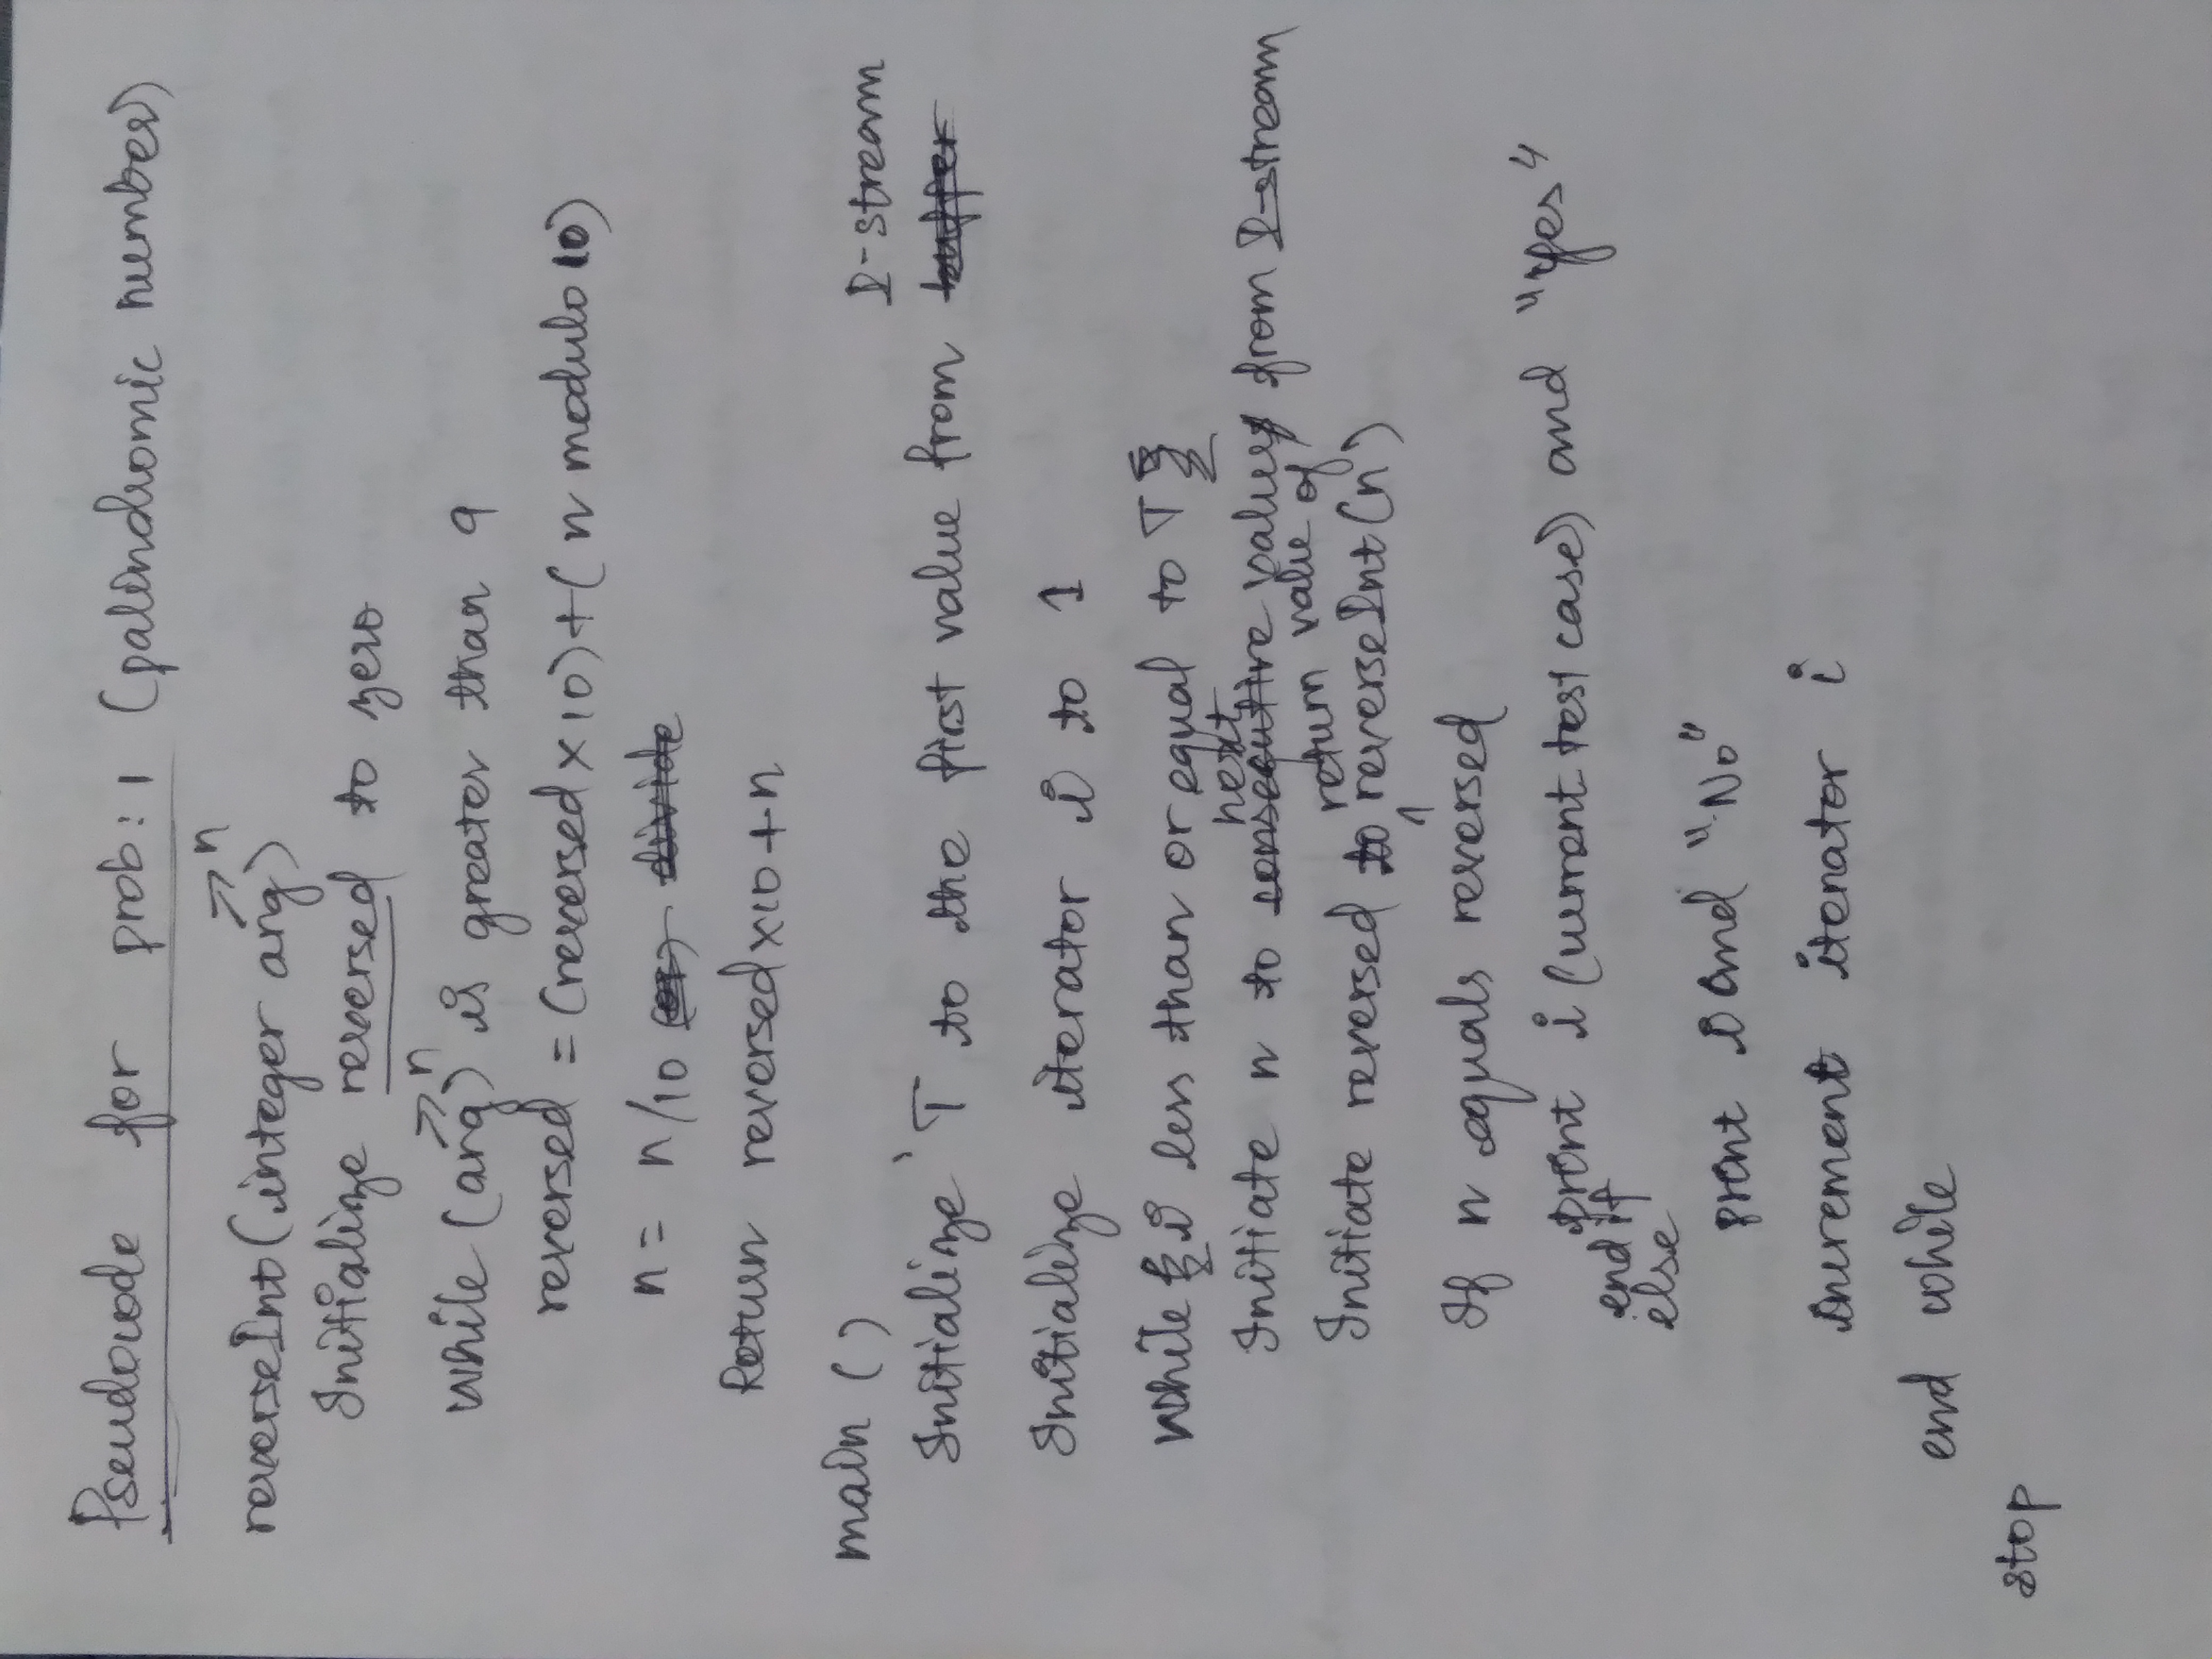 Pseudocode for prob: 1 (palindromic number)
n
reverseInt(integer arg)
Initialize reversed to zero
n
while (arg) is greater than 9
reversed = (reversed × 10) + (n modulo 10)
n = n/10 (or) divide
Return reversed×10 + n
main ()
I-stream
Initialize T to the first value from buffer
Initialize iterator i to 1
While { i less than or equal to T }
next
Initiate n to consecutive value from I-stream
return value of
Initiate reversed to reverseInt(n)
If n equals reversed
print i (current test case) and "Yes"
end if
else
print i and "No"
increment iterator i
end while
stop